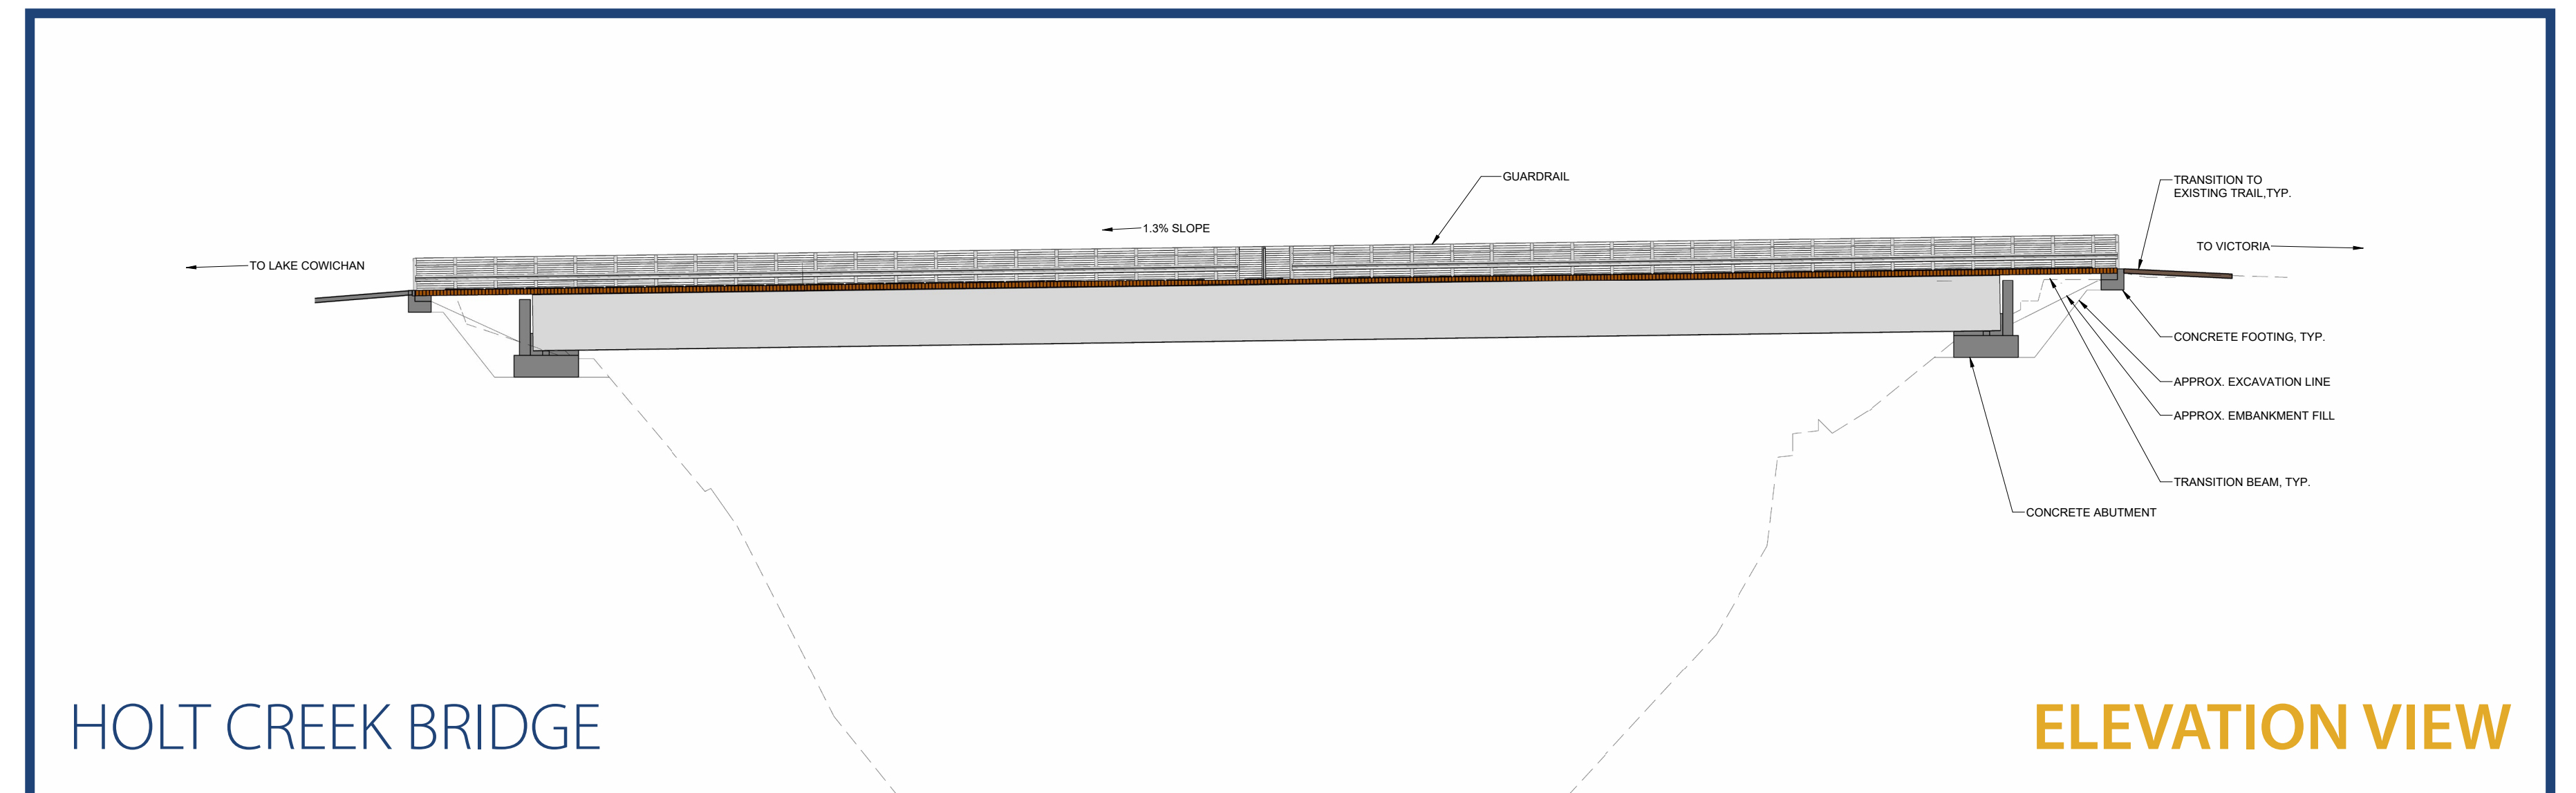 GUARDRAIL
TRANSITION TO
EXISTING TRAIL,TYP.
1.3% SLOPE
TO VICTORIA
TO LAKE COWICHAN
CONCRETE FOOTING, TYP.
APPROX. EXCAVATION LINE
APPROX. EMBANKMENT FILL
TRANSITION BEAM, TYP.
CONCRETE ABUTMENT
HOLT CREEK BRIDGE
ELEVATION VIEW